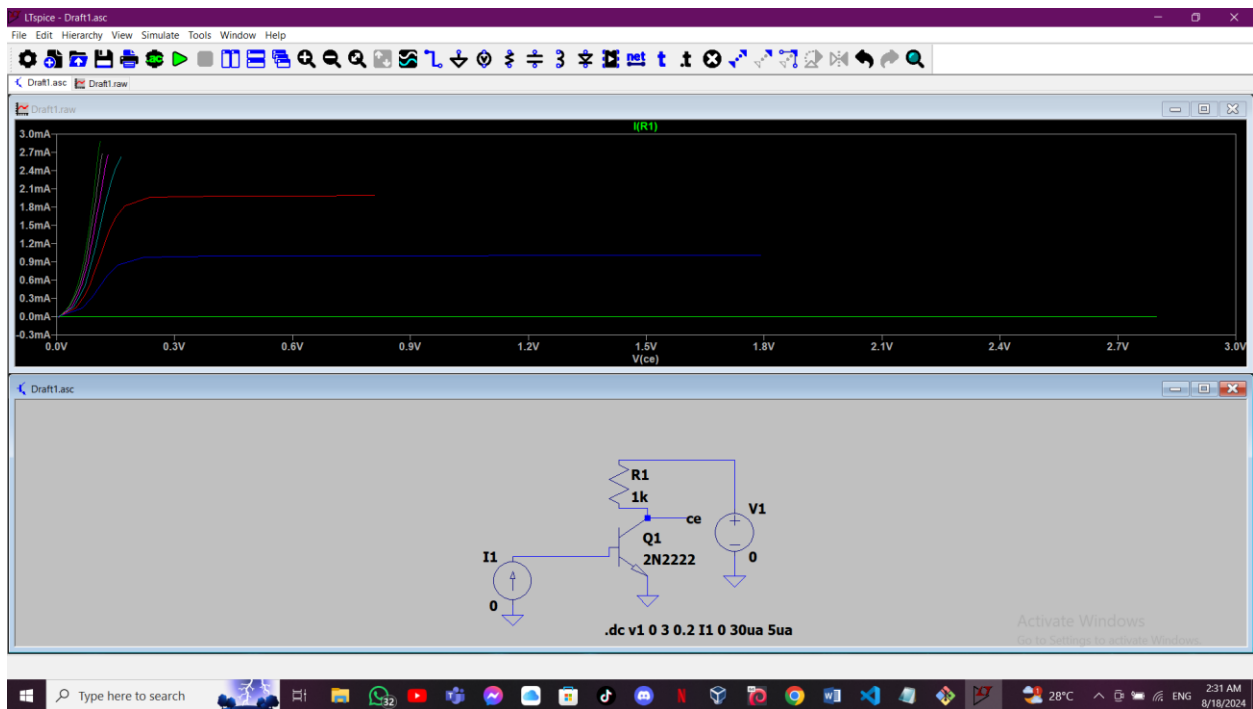 LTspice - Draft1.asc
File Edit Hierarchy View Simulate Tools Window Help
.ac net t .t
Draft1.asc Draft1.raw
Draft1.raw
I(R1)
3.0mA
2.7mA
2.4mA
2.1mA
1.8mA
1.5mA
1.2mA
0.9mA
0.6mA
0.3mA
0.0mA
-0.3mA
0.0V 0.3V 0.6V 0.9V 1.2V 1.5V 1.8V 2.1V 2.4V 2.7V 3.0V
V(ce)
Draft1.asc
R1
1k
ce
V1
Q1
2N2222
0
I1
0
.dc v1 0 3 0.2 I1 0 30ua 5ua
Activate Windows
Go to Settings to activate Windows.
Type here to search
32
28°C
ENG
2:31 AM
8/18/2024